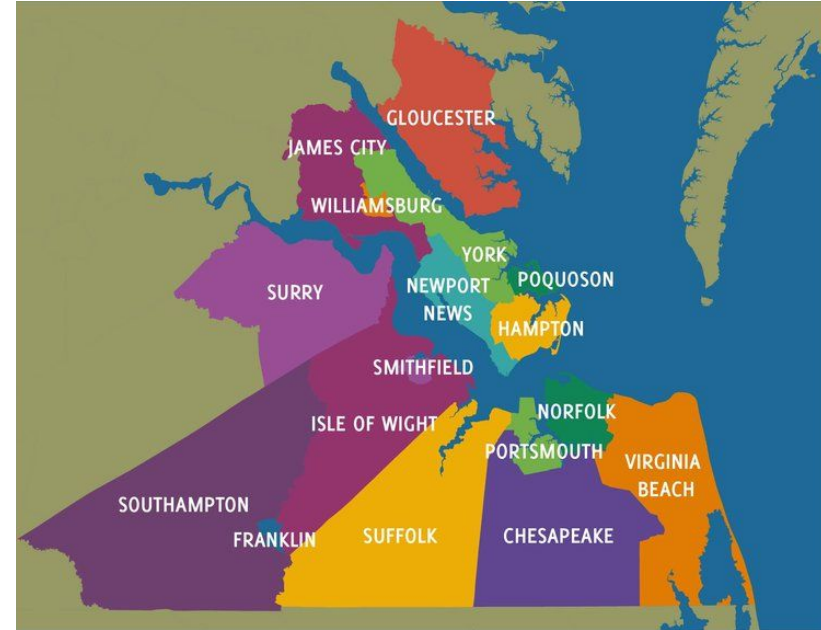 GLOUCESTER
JAMES CITY
WILLIAMSBURG
YORK
POQUOSON
NEWPORT
NEWS
SURRY
HAMPTON
SMITHFIELD
NORFOLK
ISLE OF WIGHT
PORTSMOUTH
VIRGINIA
BEACH
SOUTHAMPTON
FRANKLIN
SUFFOLK
CHESAPEAKE